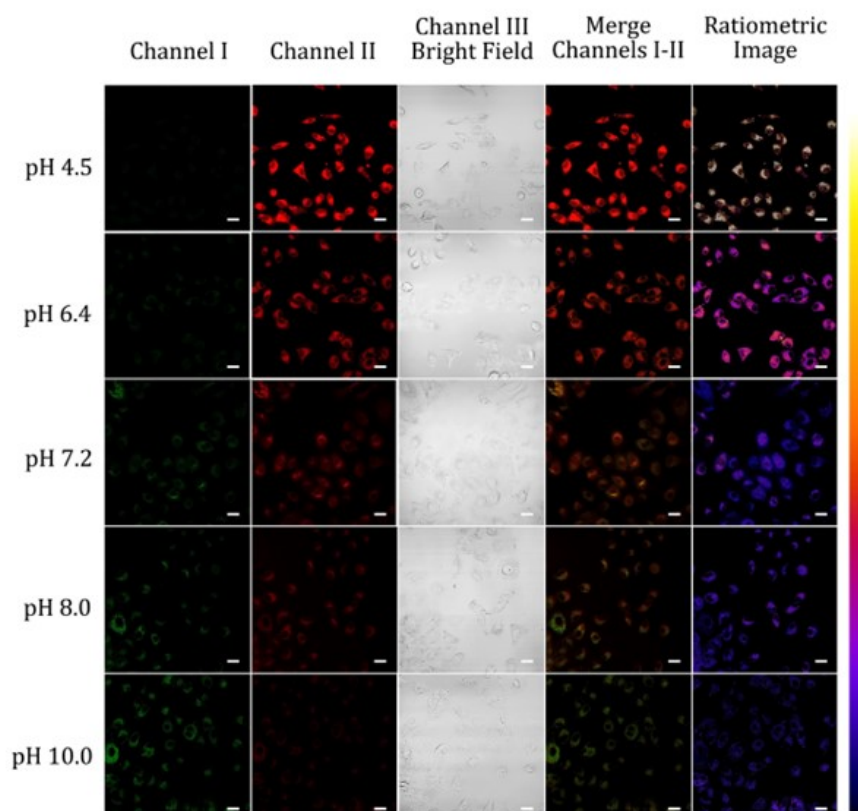 Channel I
Channel II
Channel III
Bright Field
Merge
Channels I-II
Ratiometric
Image
pH 4.5
pH 6.4
pH 7.2
pH 8.0
pH 10.0